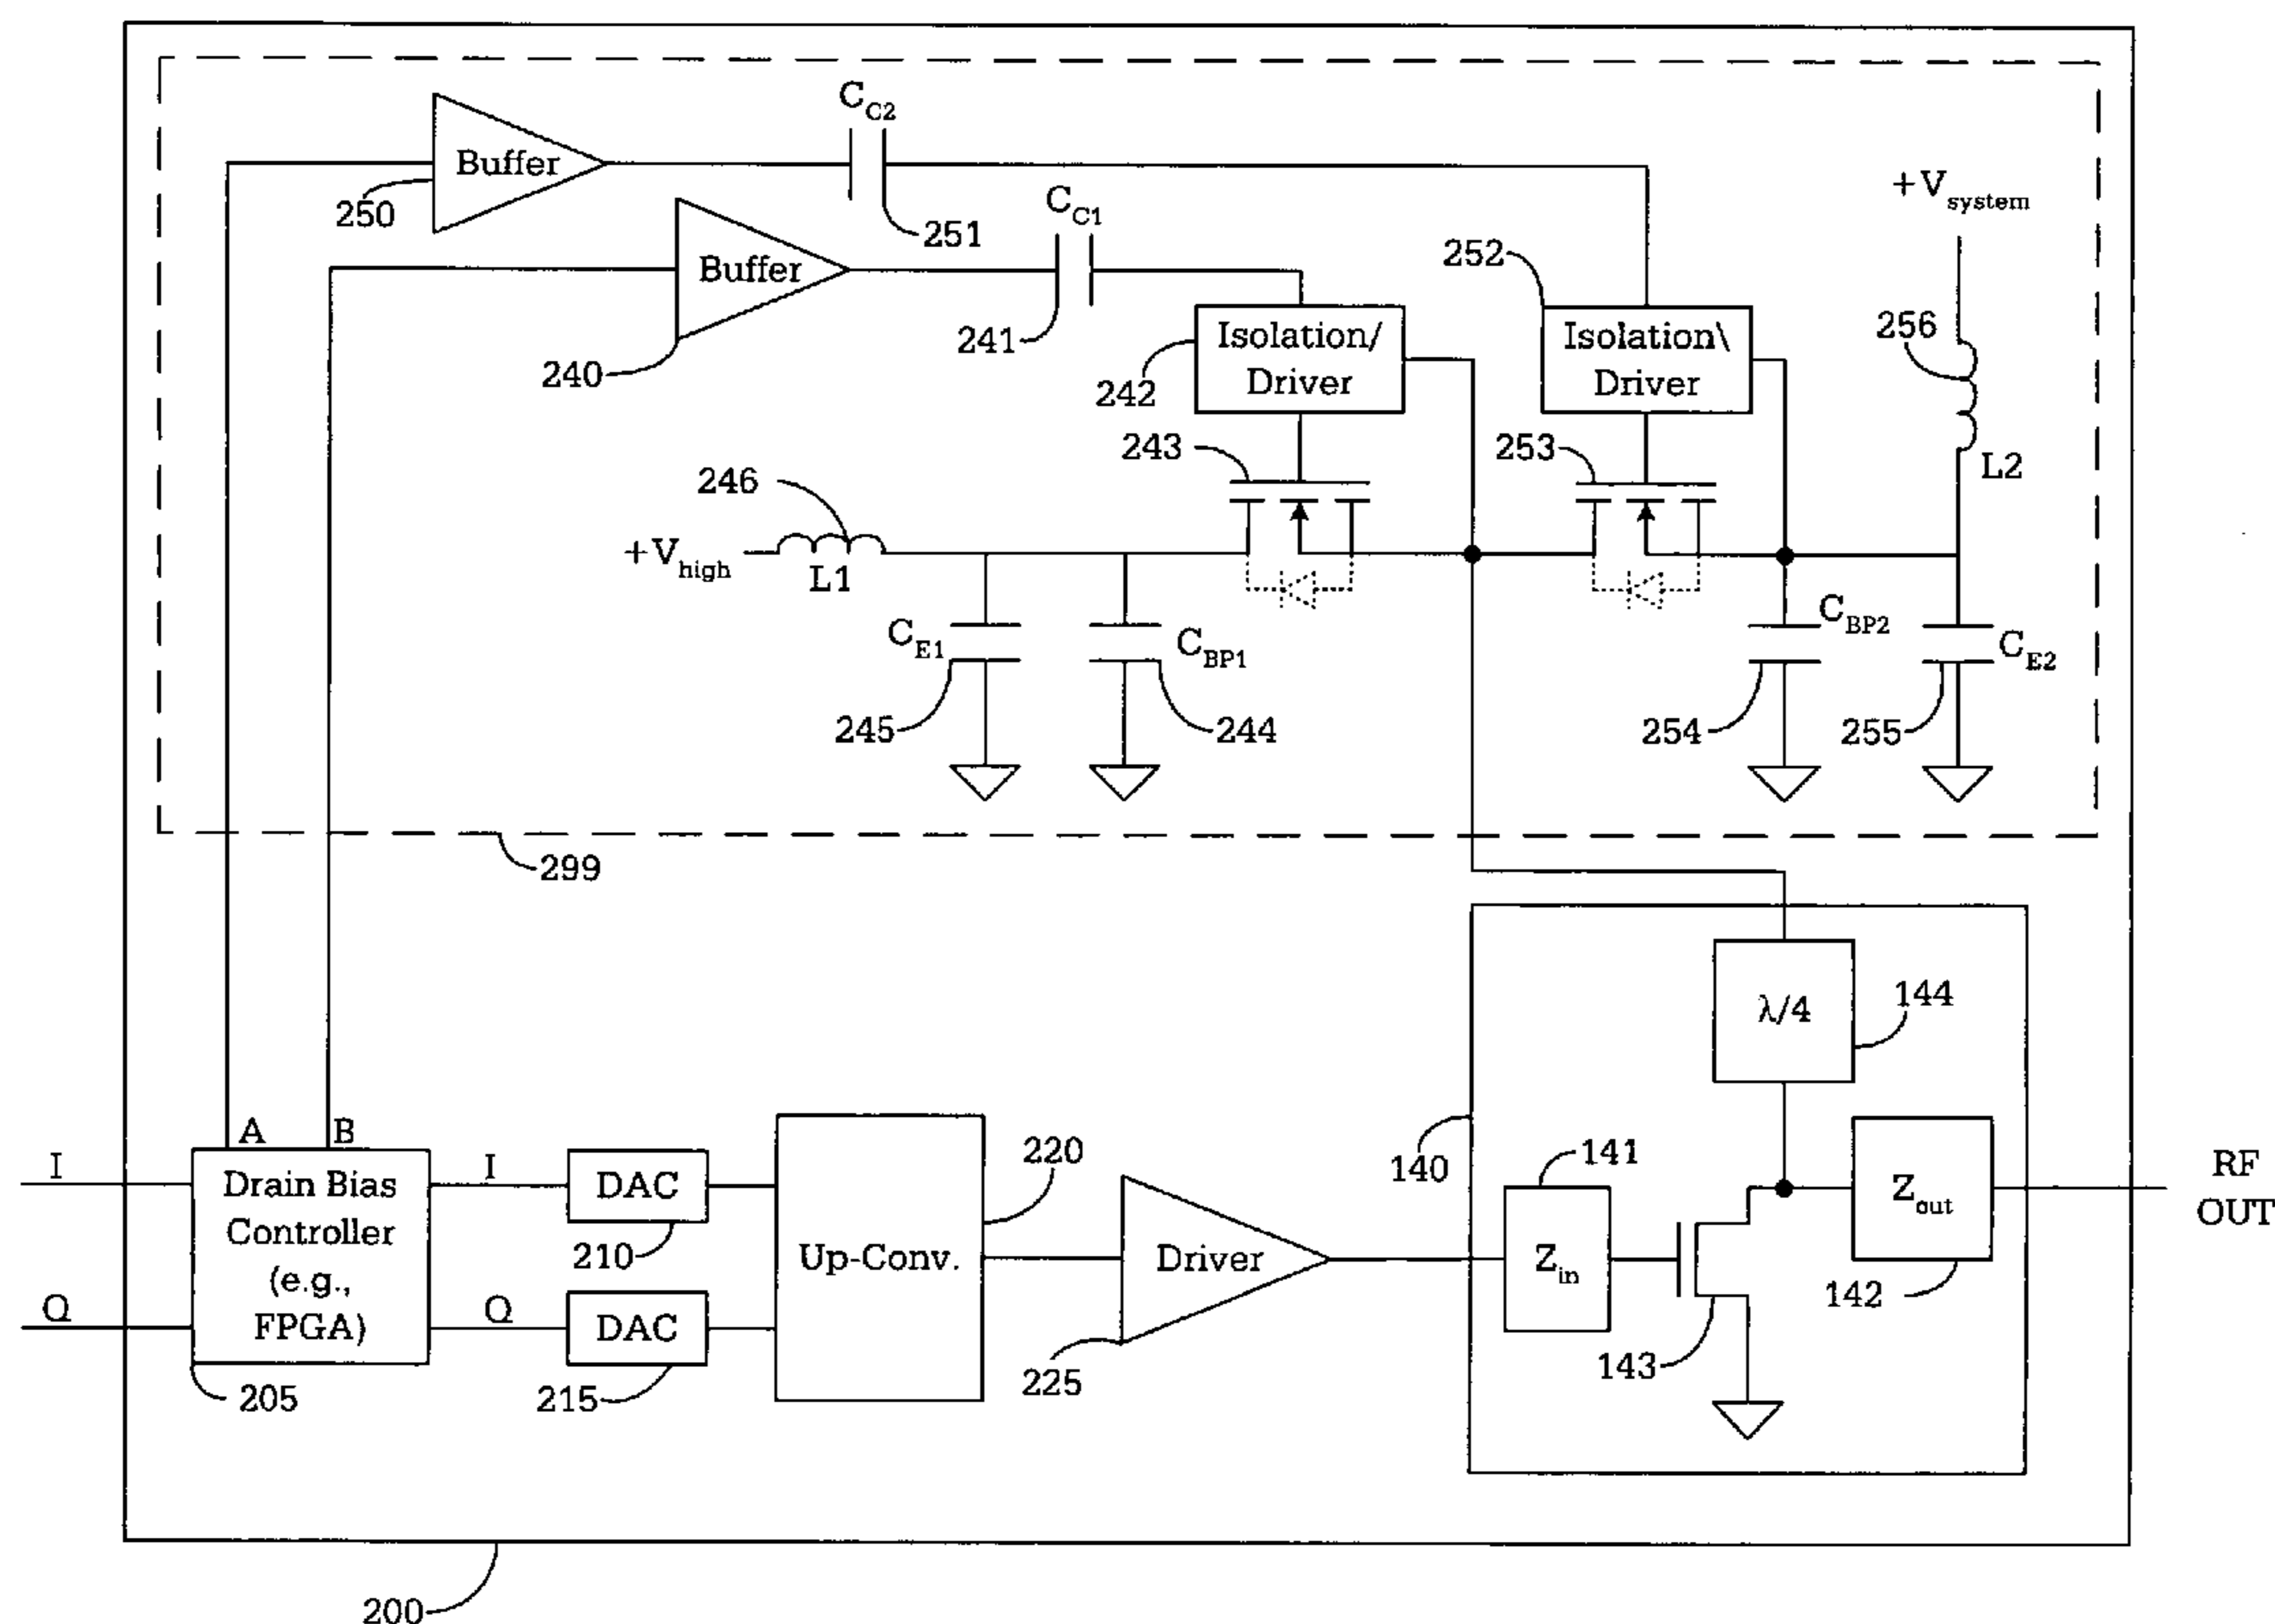 C_C2
Buffer
250
251
C_C1
+V_system
Buffer
252
240
241
Isolation/
Driver
242
Isolation\
Driver
256
243
253
L2
246
+V_high
L1
C_E1
C_BP1
C_BP2
C_E2
245
244
254
255
299
λ/4
144
A
B
I
Drain Bias
Controller
(e.g.,
FPGA)
I
DAC
210
220
140
141
RF
OUT
Up-Conv.
Driver
Z_in
Z_out
142
Q
Q
DAC
205
215
225
143
200